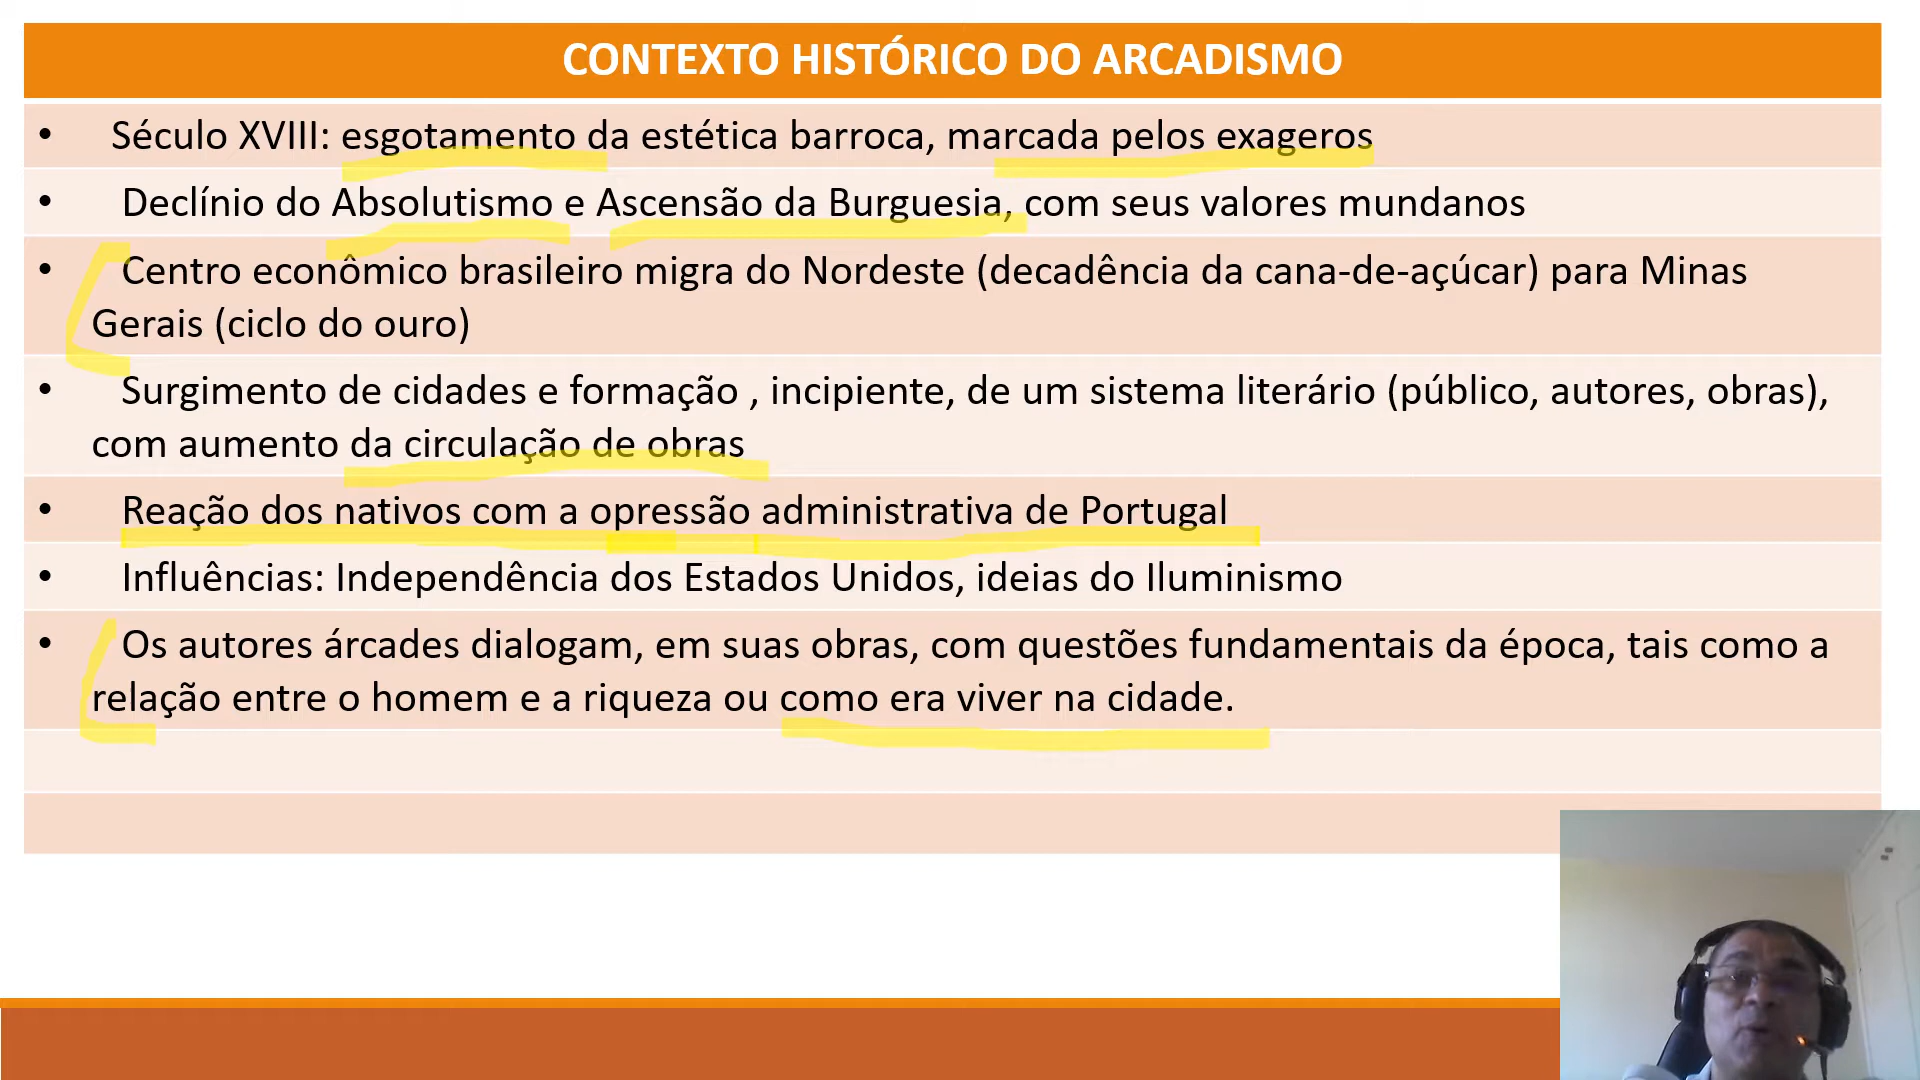 CONTEXTO HISTÓRICO DO ARCADISMO
• Século XVIII: esgotamento da estética barroca, marcada pelos exageros
• Declínio do Absolutismo e Ascensão da Burguesia, com seus valores mundanos
• Centro econômico brasileiro migra do Nordeste (decadência da cana-de-açúcar) para Minas
Gerais (ciclo do ouro)
• Surgimento de cidades e formação , incipiente, de um sistema literário (público, autores, obras),
com aumento da circulação de obras
• Reação dos nativos com a opressão administrativa de Portugal
• Influências: Independência dos Estados Unidos, ideias do Iluminismo
• Os autores árcades dialogam, em suas obras, com questões fundamentais da época, tais como a
relação entre o homem e a riqueza ou como era viver na cidade.